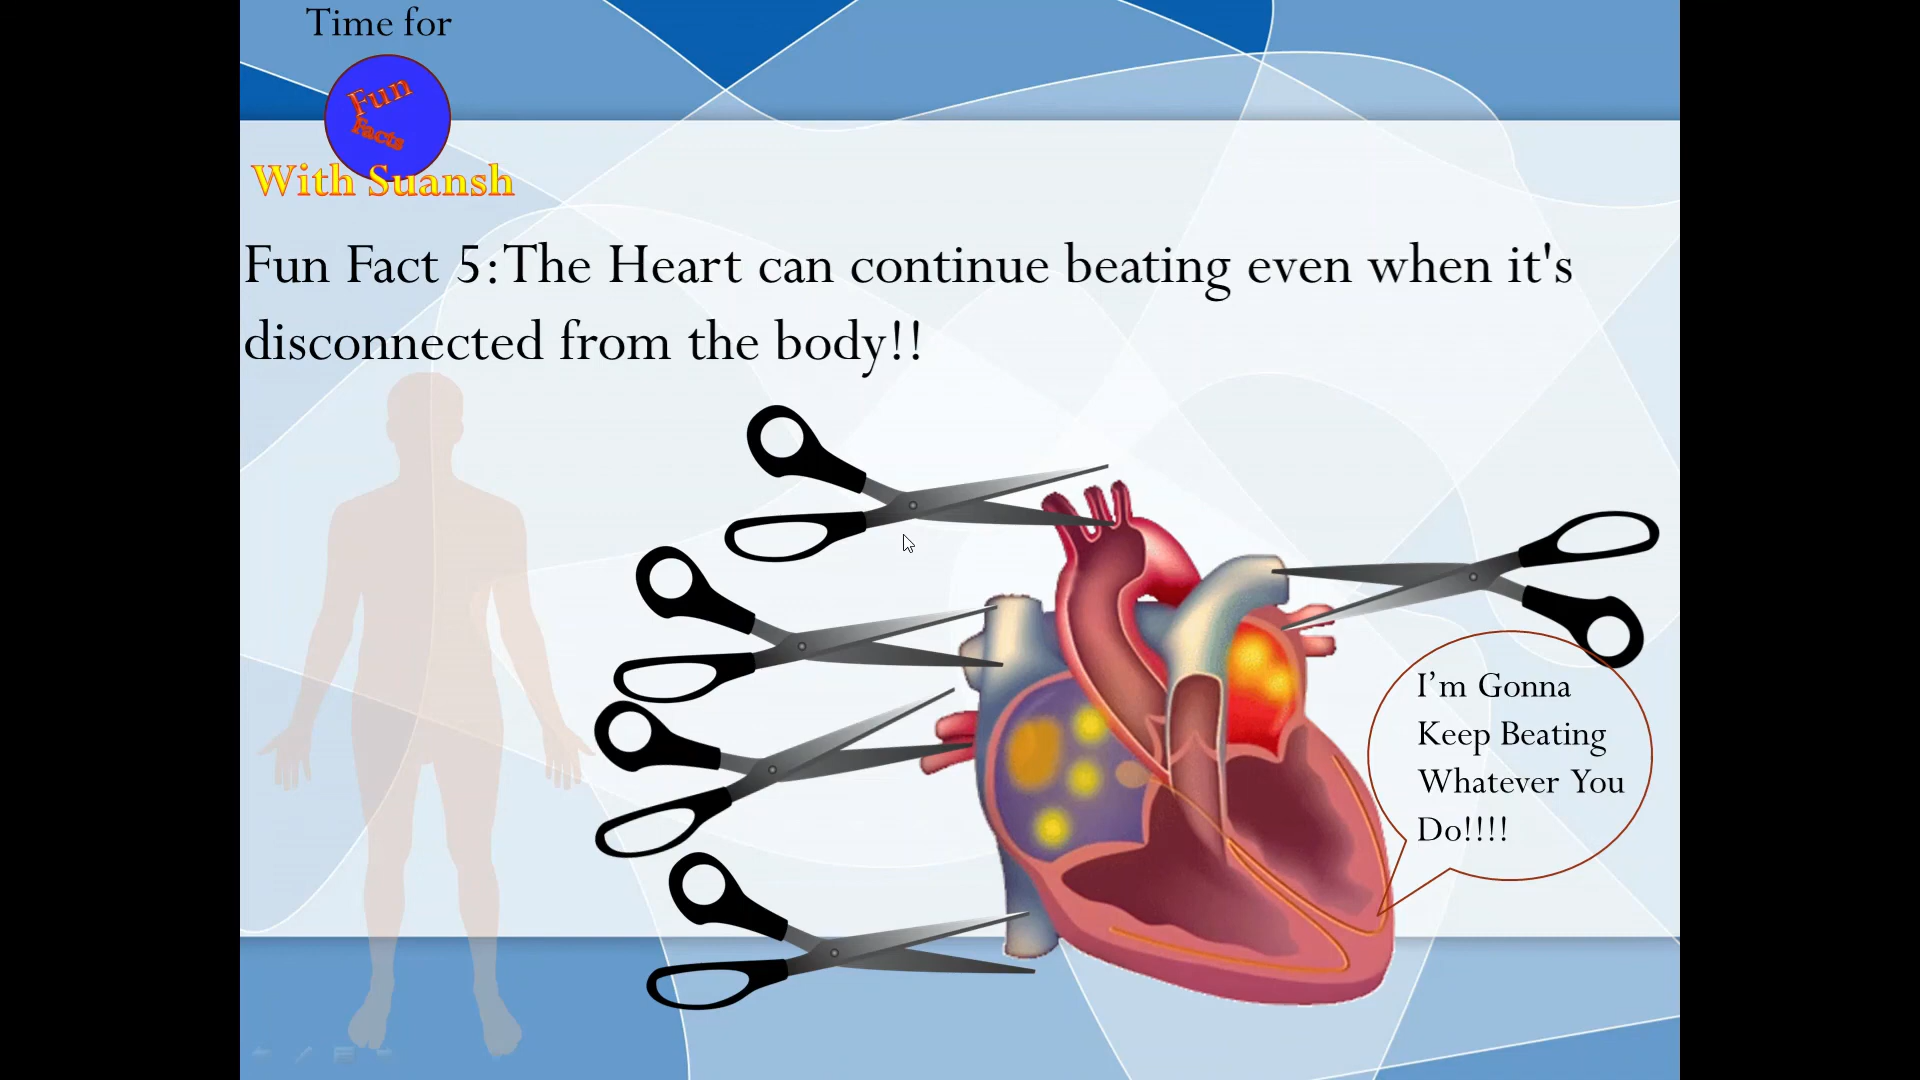 Time for
Fun
Facts
With Suansh
Fun Fact 5:The Heart can continue beating even when it's
disconnected from the body!!
I'm Gonna
Keep Beating
Whatever You
Do!!!!